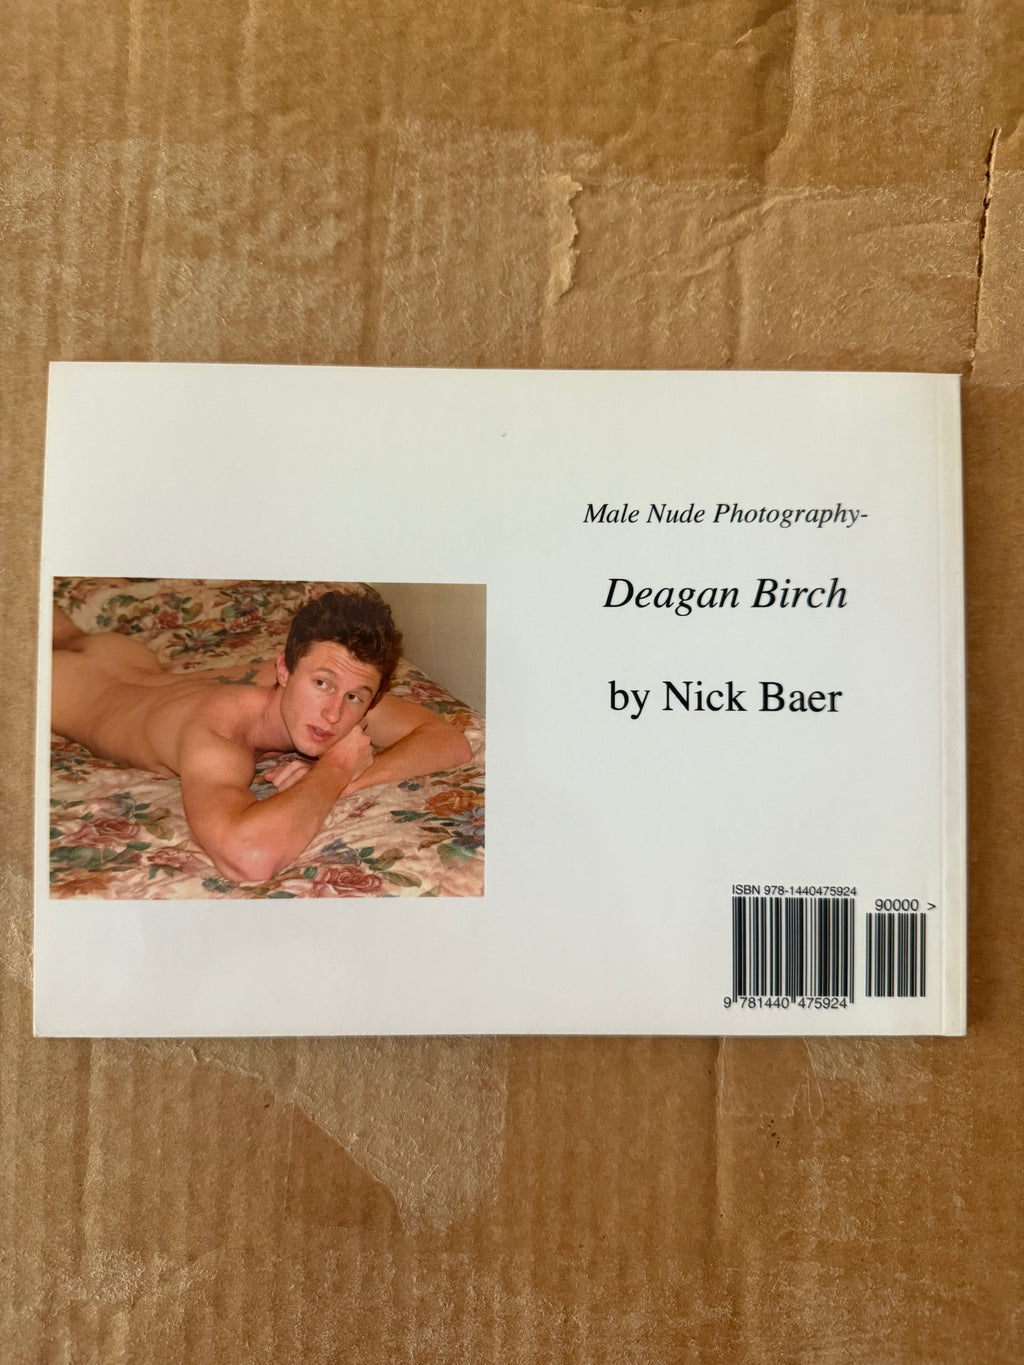 Male Nude Photography-
Deagan Birch
by Nick Baer
ISBN 978-1440475924
90000 >
9 781440 475924